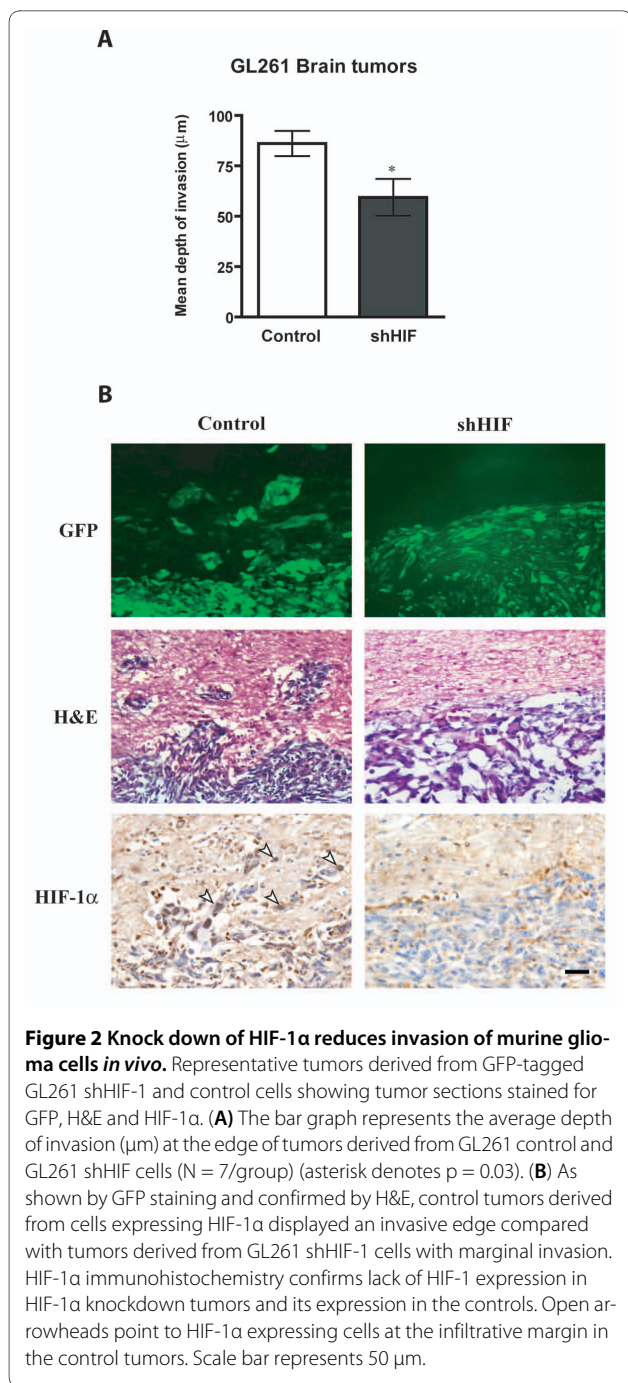 A
GL261 Brain tumors
Mean depth of invasion (μm)
100
75
50
25
0
*
Control
shHIF
B
Control
shHIF
GFP
H&E
HIF-1α
Figure 2 Knock down of HIF-1α reduces invasion of murine glio-
ma cells in vivo. Representative tumors derived from GFP-tagged
GL261 shHIF-1 and control cells showing tumor sections stained for
GFP, H&E and HIF-1α. (A) The bar graph represents the average depth
of invasion (μm) at the edge of tumors derived from GL261 control and
GL261 shHIF cells (N = 7/group) (asterisk denotes p = 0.03). (B) As
shown by GFP staining and confirmed by H&E, control tumors derived
from cells expressing HIF-1α displayed an invasive edge compared
with tumors derived from GL261 shHIF-1 cells with marginal invasion.
HIF-1α immunohistochemistry confirms lack of HIF-1 expression in
HIF-1α knockdown tumors and its expression in the controls. Open ar-
rowheads point to HIF-1α expressing cells at the infiltrative margin in
the control tumors. Scale bar represents 50 μm.